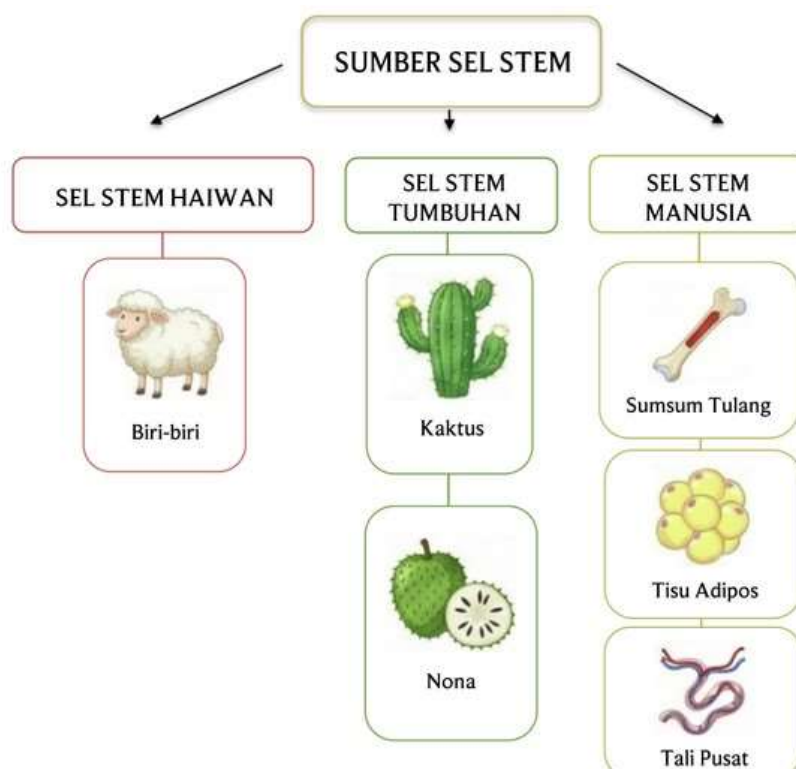 SUMBER SEL STEM
SEL STEM HAIWAN
Biri-biri
SEL STEM
TUMBUHAN
Kaktus
Nona
SEL STEM
MANUSIA
Sumsum Tulang
Tisu Adipos
Tali Pusat